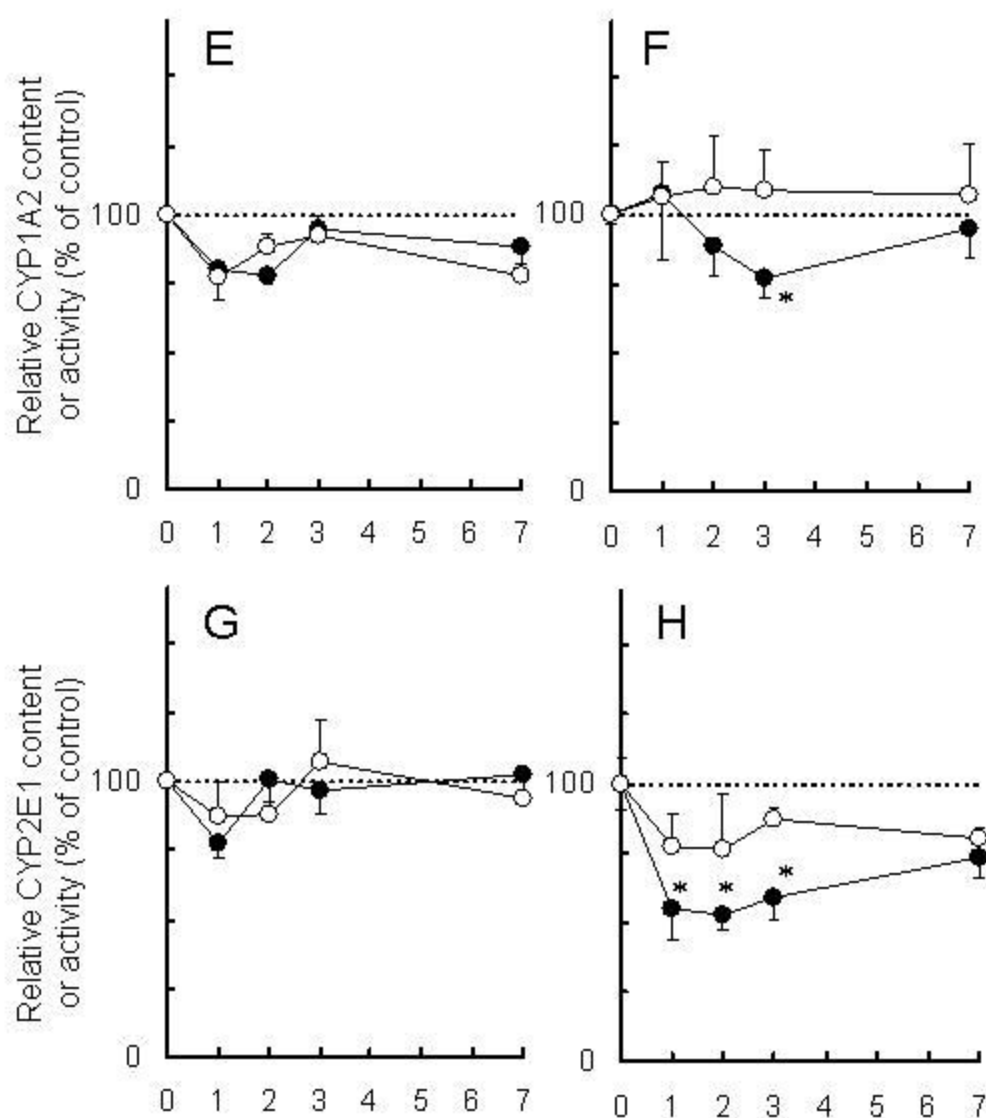 E
F
Relative CYP1A2 content
or activity (% of control)
100
100
0
0
0 1 2 3 4 5 6 7
0 1 2 3 4 5 6 7
*
G
H
Relative CYP2E1 content
or activity (% of control)
100
100
* * *
0
0
0 1 2 3 4 5 6 7
0 1 2 3 4 5 6 7